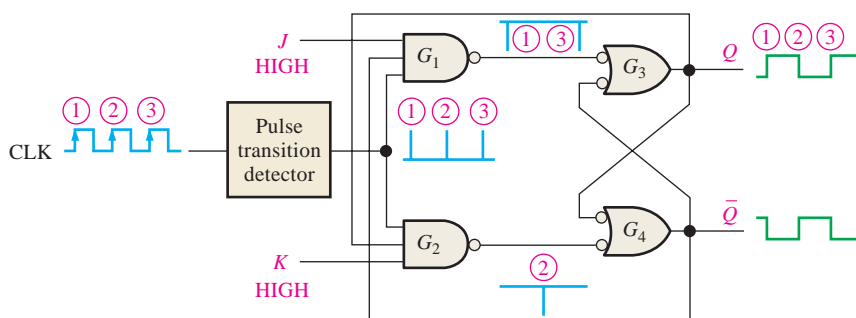 ① ③
J
HIGH
G₁
G₃
Q
① ② ③
① ② ③
CLK
Pulse
transition
detector
① ② ③
K
HIGH
G₂
G₄
Q̄
②